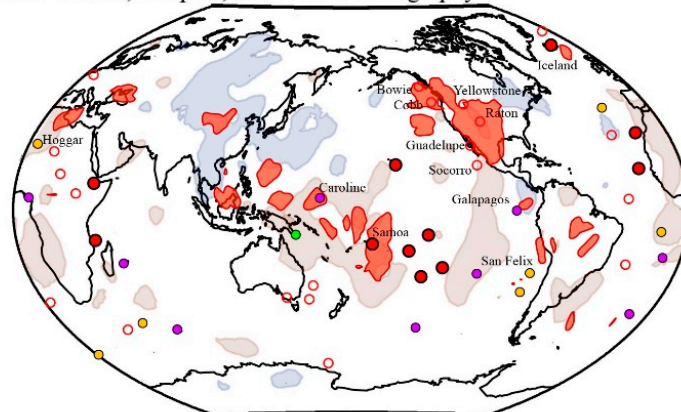 Iceland
Bowie
Yellowstone
Cobb
Raton
Hoggar
Guadelupe
Socorro
Caroline
Galapagos
Samoa
San Felix